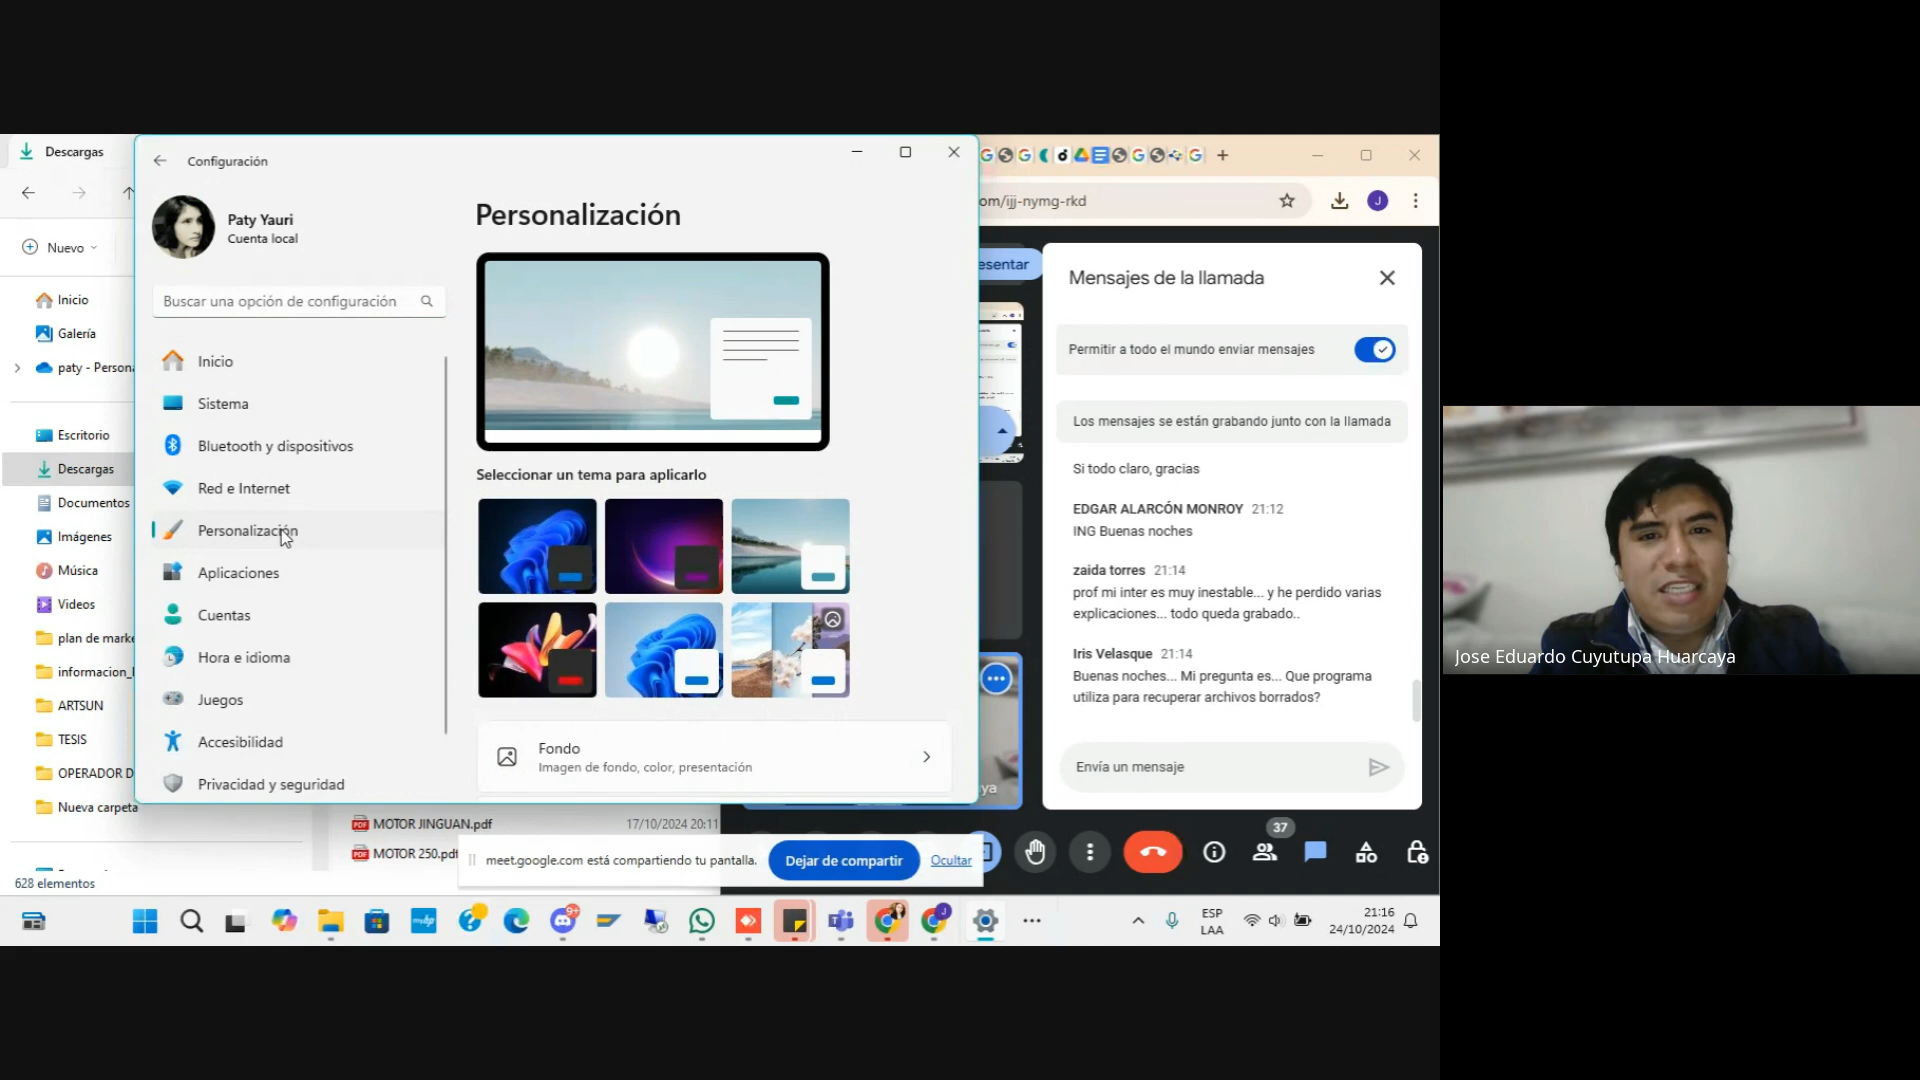 Descargas
Nuevo
Inicio
Galería
paty - Persona
Escritorio
Descargas
Documentos
Imágenes
Música
Videos
plan de marke
informacion_l
ARTSUN
TESIS
OPERADOR D
Nueva carpeta
628 elementos
Configuración
Paty Yauri
Cuenta local
Buscar una opción de configuración
Inicio
Sistema
Bluetooth y dispositivos
Red e Internet
Personalización
Aplicaciones
Cuentas
Hora e idioma
Juegos
Accesibilidad
Privacidad y seguridad
Personalización
Seleccionar un tema para aplicarlo
Fondo
Imagen de fondo, color, presentación
MOTOR JINGUAN.pdf 17/10/2024 20:11
MOTOR 250.pdf
meet.google.com está compartiendo tu pantalla. Dejar de compartir Ocultar
om/ijj-nymg-rkd
J
esentar
Mensajes de la llamada
Permitir a todo el mundo enviar mensajes
Los mensajes se están grabando junto con la llamada
Si todo claro, gracias
EDGAR ALARCÓN MONROY 21:12
ING Buenas noches
zaida torres 21:14
prof mi inter es muy inestable... y he perdido varias
explicaciones... todo queda grabado..
Iris Velasque 21:14
Buenas noches... Mi pregunta es... Que programa
utiliza para recuperar archivos borrados?
Envía un mensaje
ya
37
9+
J
ESP
LAA
21:16
24/10/2024
Jose Eduardo Cuyutupa Huarcaya